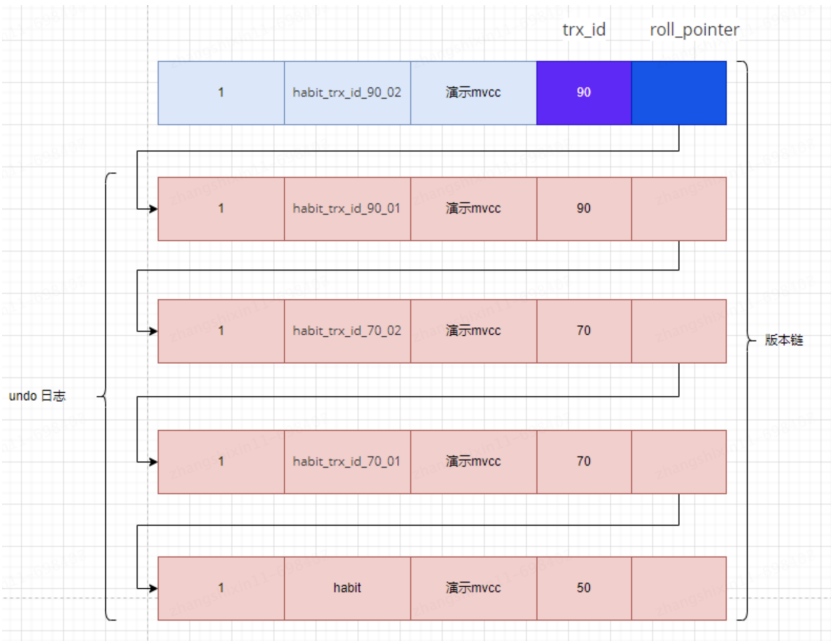 trx_id roll_pointer
1 habit_trx_id_90_02 演示mvcc 90
1 habit_trx_id_90_01 演示mvcc 90
1 habit_trx_id_70_02 演示mvcc 70
版本链
undo 日志
1 habit_trx_id_70_01 演示mvcc 70
1 habit 演示mvcc 50